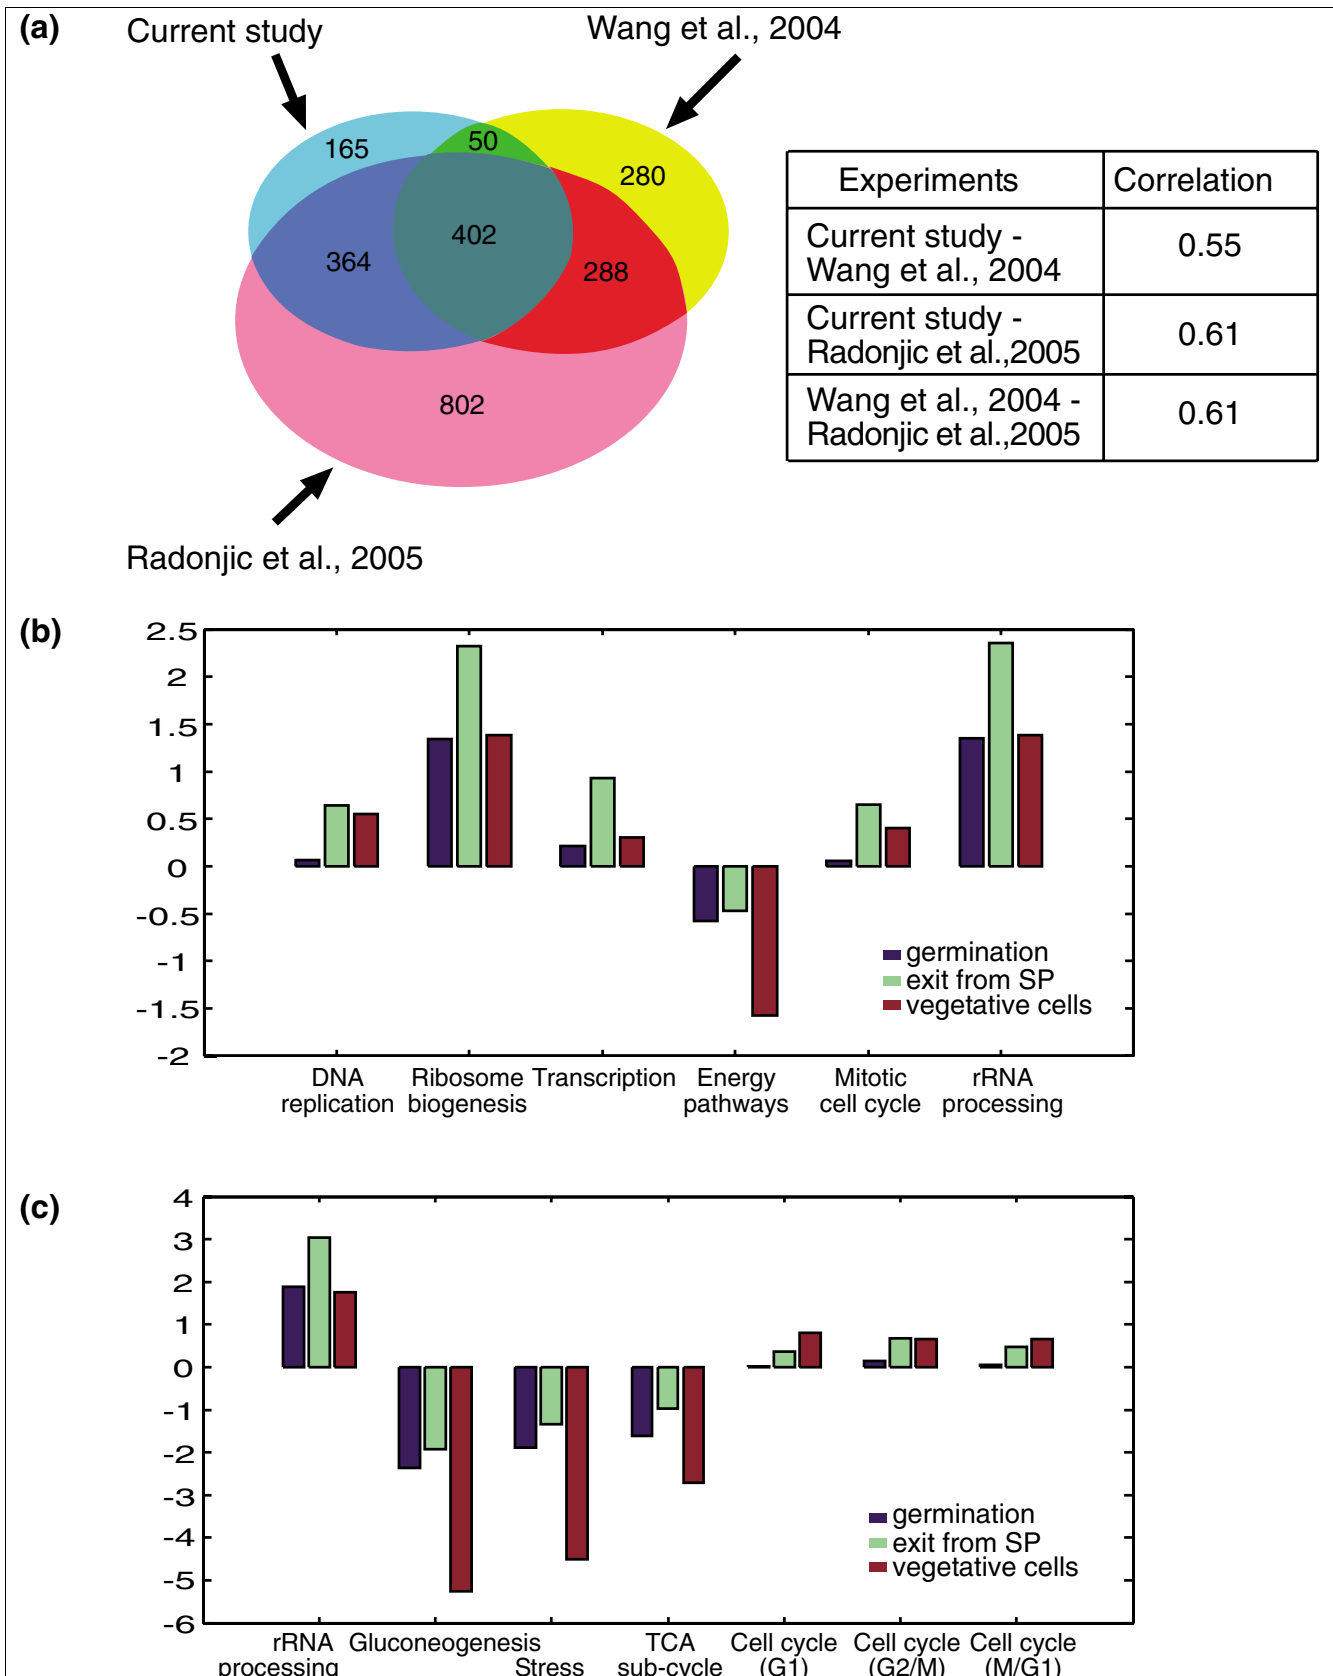 (a)
Current study
Wang et al., 2004
165
50
280
402
364
288
802
Radonjic et al., 2005
Experiments Correlation
Current study -
Wang et al., 2004
0.55
Current study -
Radonjic et al.,2005
0.61
Wang et al., 2004 -
Radonjic et al.,2005
0.61
(b)
2.5
2
1.5
1
0.5
0
-0.5
-1
-1.5
-2
germination
exit from SP
vegetative cells
DNA
replication
Ribosome
biogenesis
Transcription
Energy
pathways
Mitotic
cell cycle
rRNA
processing
(c)
4
3
2
1
0
-1
-2
-3
-4
-5
-6
germination
exit from SP
vegetative cells
rRNA
processing
Gluconeogenesis
Stress
TCA
sub-cycle
Cell cycle
(G1)
Cell cycle
(G2/M)
Cell cycle
(M/G1)